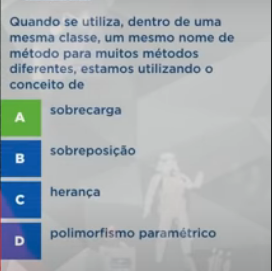 Quando se utiliza, dentro de uma
mesma classe, um mesmo nome de
método para muitos métodos
diferentes, estamos utilizando o
conceito de
A sobrecarga
B sobreposição
C herança
D polimorfismo paramétrico